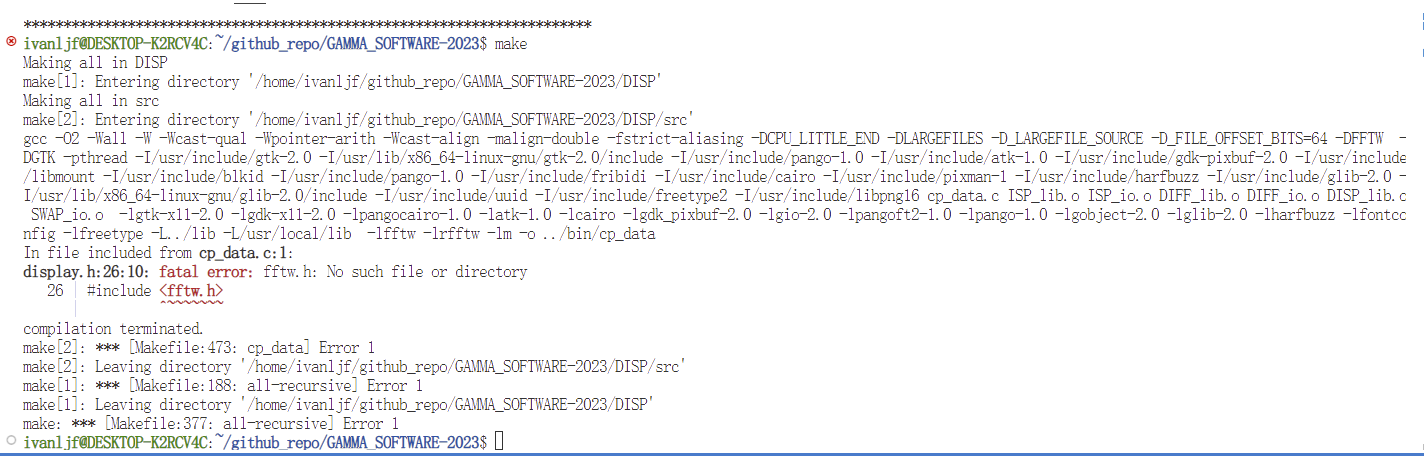 ***********************************************************************
ivanljf@DESKTOP-K2RCV4C:~/github_repo/GAMMA_SOFTWARE-2023$ make
Making all in DISP
make[1]: Entering directory '/home/ivanljf/github_repo/GAMMA_SOFTWARE-2023/DISP'
Making all in src
make[2]: Entering directory '/home/ivanljf/github_repo/GAMMA_SOFTWARE-2023/DISP/src'
gcc -O2 -Wall -W -Wcast-qual -Wpointer-arith -Wcast-align -malign-double -fstrict-aliasing -DCPU_LITTLE_END -DLARGEFILES -D_LARGEFILE_SOURCE -D_FILE_OFFSET_BITS=64 -DFFTW -
DGTK -pthread -I/usr/include/gtk-2.0 -I/usr/lib/x86_64-linux-gnu/gtk-2.0/include -I/usr/include/pango-1.0 -I/usr/include/atk-1.0 -I/usr/include/gdk-pixbuf-2.0 -I/usr/include
/libmount -I/usr/include/blkid -I/usr/include/pango-1.0 -I/usr/include/fribidi -I/usr/include/cairo -I/usr/include/pixman-1 -I/usr/include/harfbuzz -I/usr/include/glib-2.0 -
I/usr/lib/x86_64-linux-gnu/glib-2.0/include -I/usr/include/uuid -I/usr/include/freetype2 -I/usr/include/libpng16 cp_data.c ISP_lib.o ISP_io.o DIFF_lib.o DIFF_io.o DISP_lib.o
SWAP_io.o -lgtk-x11-2.0 -lgdk-x11-2.0 -lpangocairo-1.0 -latk-1.0 -lcairo -lgdk_pixbuf-2.0 -lgio-2.0 -lpangoft2-1.0 -lpango-1.0 -lgobject-2.0 -lglib-2.0 -lharfbuzz -lfontco
nfig -lfreetype -L../lib -L/usr/local/lib -lfftw -lrfftw -lm -o ../bin/cp_data
In file included from cp_data.c:1:
display.h:26:10: fatal error: fftw.h: No such file or directory
26 | #include <fftw.h>
| ^~~~~~~~
compilation terminated.
make[2]: *** [Makefile:473: cp_data] Error 1
make[2]: Leaving directory '/home/ivanljf/github_repo/GAMMA_SOFTWARE-2023/DISP/src'
make[1]: *** [Makefile:188: all-recursive] Error 1
make[1]: Leaving directory '/home/ivanljf/github_repo/GAMMA_SOFTWARE-2023/DISP'
make: *** [Makefile:377: all-recursive] Error 1
ivanljf@DESKTOP-K2RCV4C:~/github_repo/GAMMA_SOFTWARE-2023$